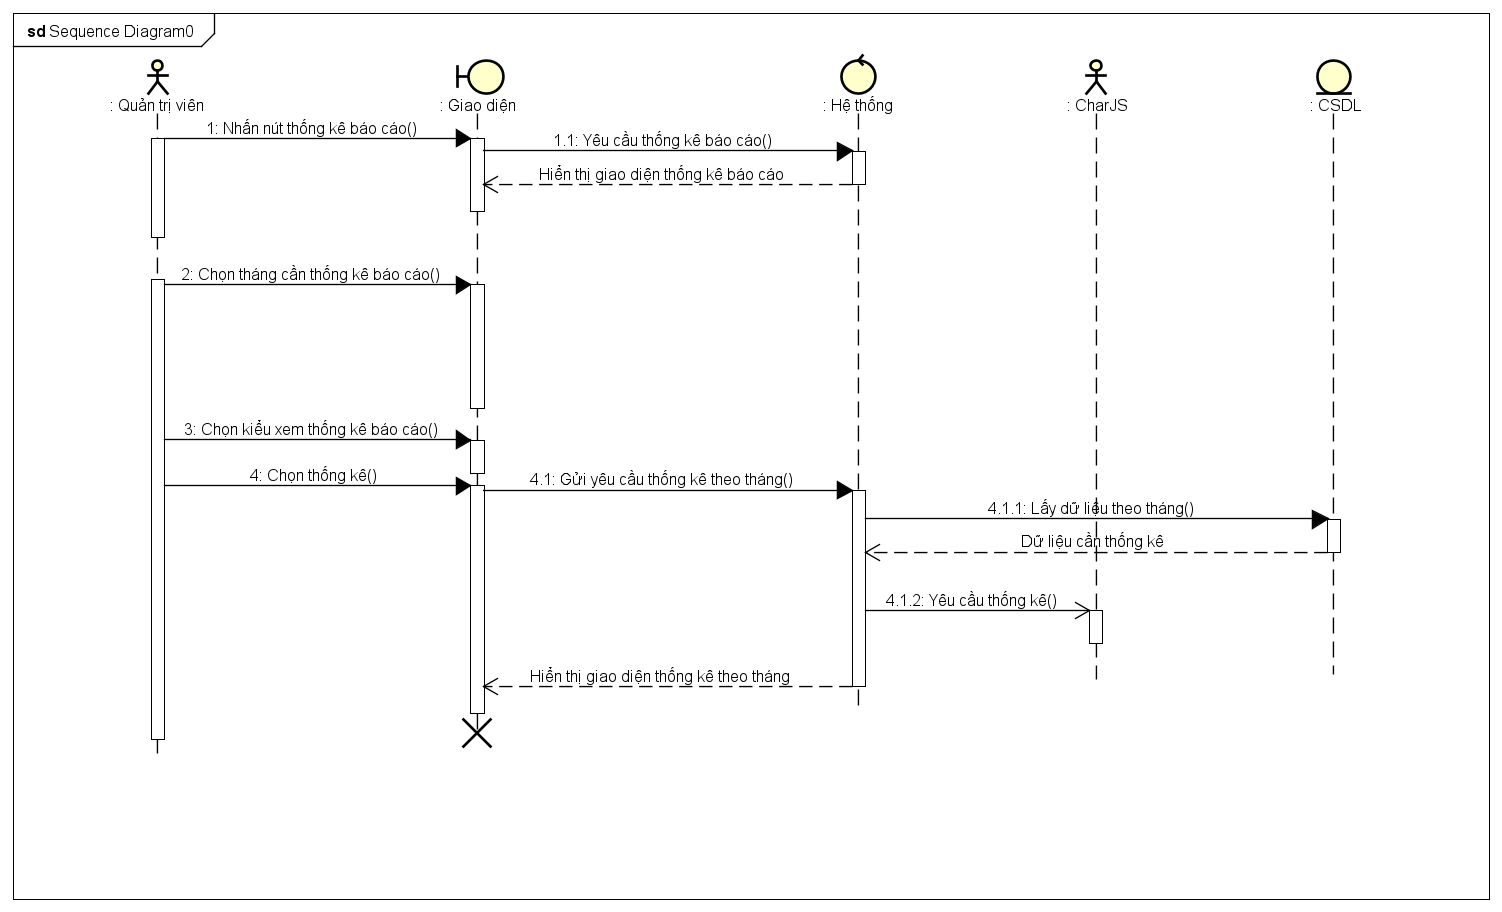 sd Sequence Diagram0
: Quản trị viên
: Giao diện
: Hệ thống
: CharJS
: CSDL
1: Nhấn nút thống kê báo cáo()
1.1: Yêu cầu thống kê báo cáo()
Hiển thị giao diện thống kê báo cáo
2: Chọn tháng cần thống kê báo cáo()
3: Chọn kiểu xem thống kê báo cáo()
4: Chọn thống kê()
4.1: Gửi yêu cầu thống kê theo tháng()
4.1.1: Lấy dữ liệu theo tháng()
Dữ liệu cần thống kê
4.1.2: Yêu cầu thống kê()
Hiển thị giao diện thống kê theo tháng